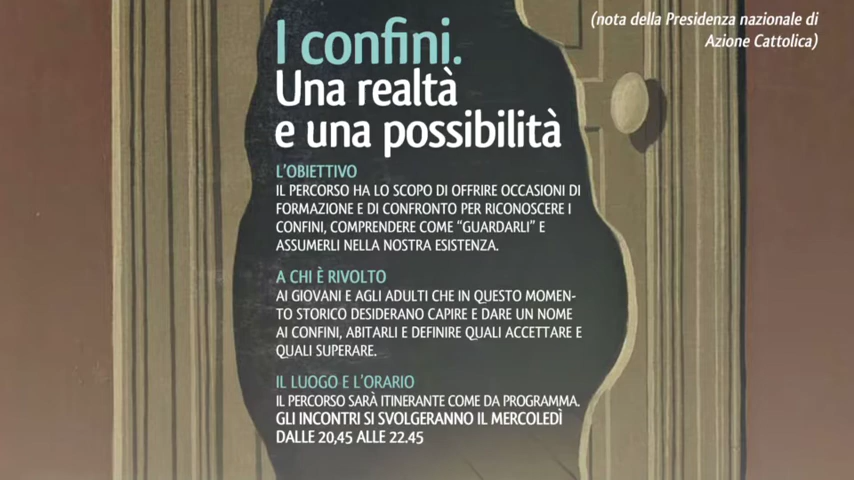 (nota della Presidenza nazionale di
Azione Cattolica)
I confini.
Una realtà
e una possibilità
L'OBIETTIVO
IL PERCORSO HA LO SCOPO DI OFFRIRE OCCASIONI DI
FORMAZIONE E DI CONFRONTO PER RICONOSCERE I
CONFINI, COMPRENDERE COME “GUARDARLI” E
ASSUMERLI NELLA NOSTRA ESISTENZA.
A CHI È RIVOLTO
AI GIOVANI E AGLI ADULTI CHE IN QUESTO MOMEN-
TO STORICO DESIDERANO CAPIRE E DARE UN NOME
AI CONFINI, ABITARLI E DEFINIRE QUALI ACCETTARE E
QUALI SUPERARE.
IL LUOGO E L'ORARIO
IL PERCORSO SARÀ ITINERANTE COME DA PROGRAMMA.
GLI INCONTRI SI SVOLGERANNO IL MERCOLEDÌ
DALLE 20,45 ALLE 22.45